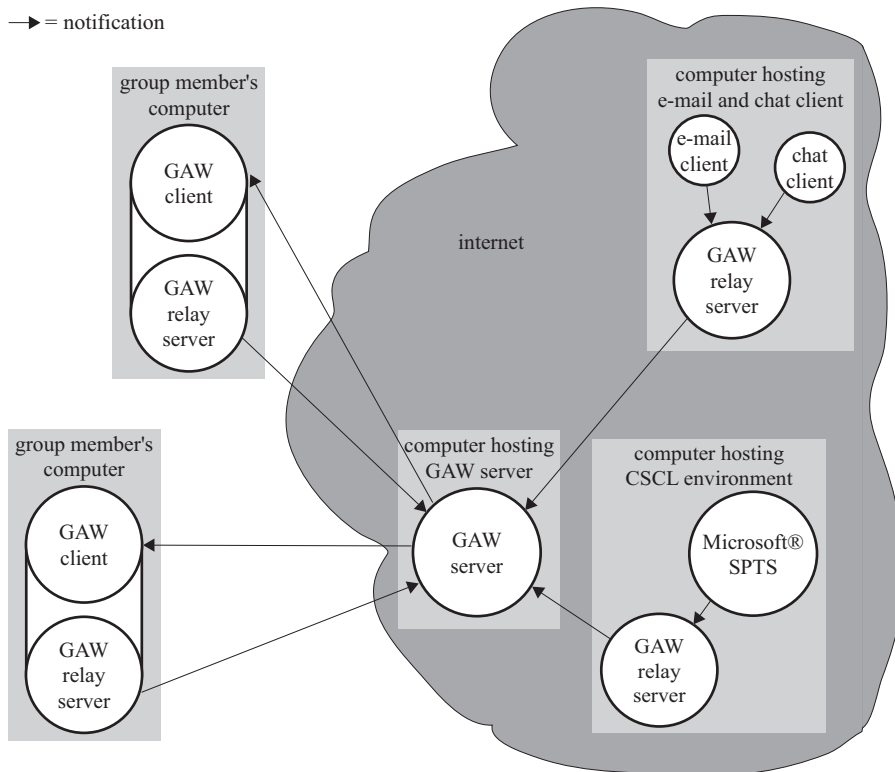 = notification
group member's
computer
GAW
client
GAW
relay
server
group member's
computer
GAW
client
GAW
relay
server
internet
computer hosting
e-mail and chat client
e-mail
client
chat
client
GAW
relay
server
computer hosting
GAW server
GAW
server
computer hosting
CSCL environment
Microsoft®
SPTS
GAW
relay
server